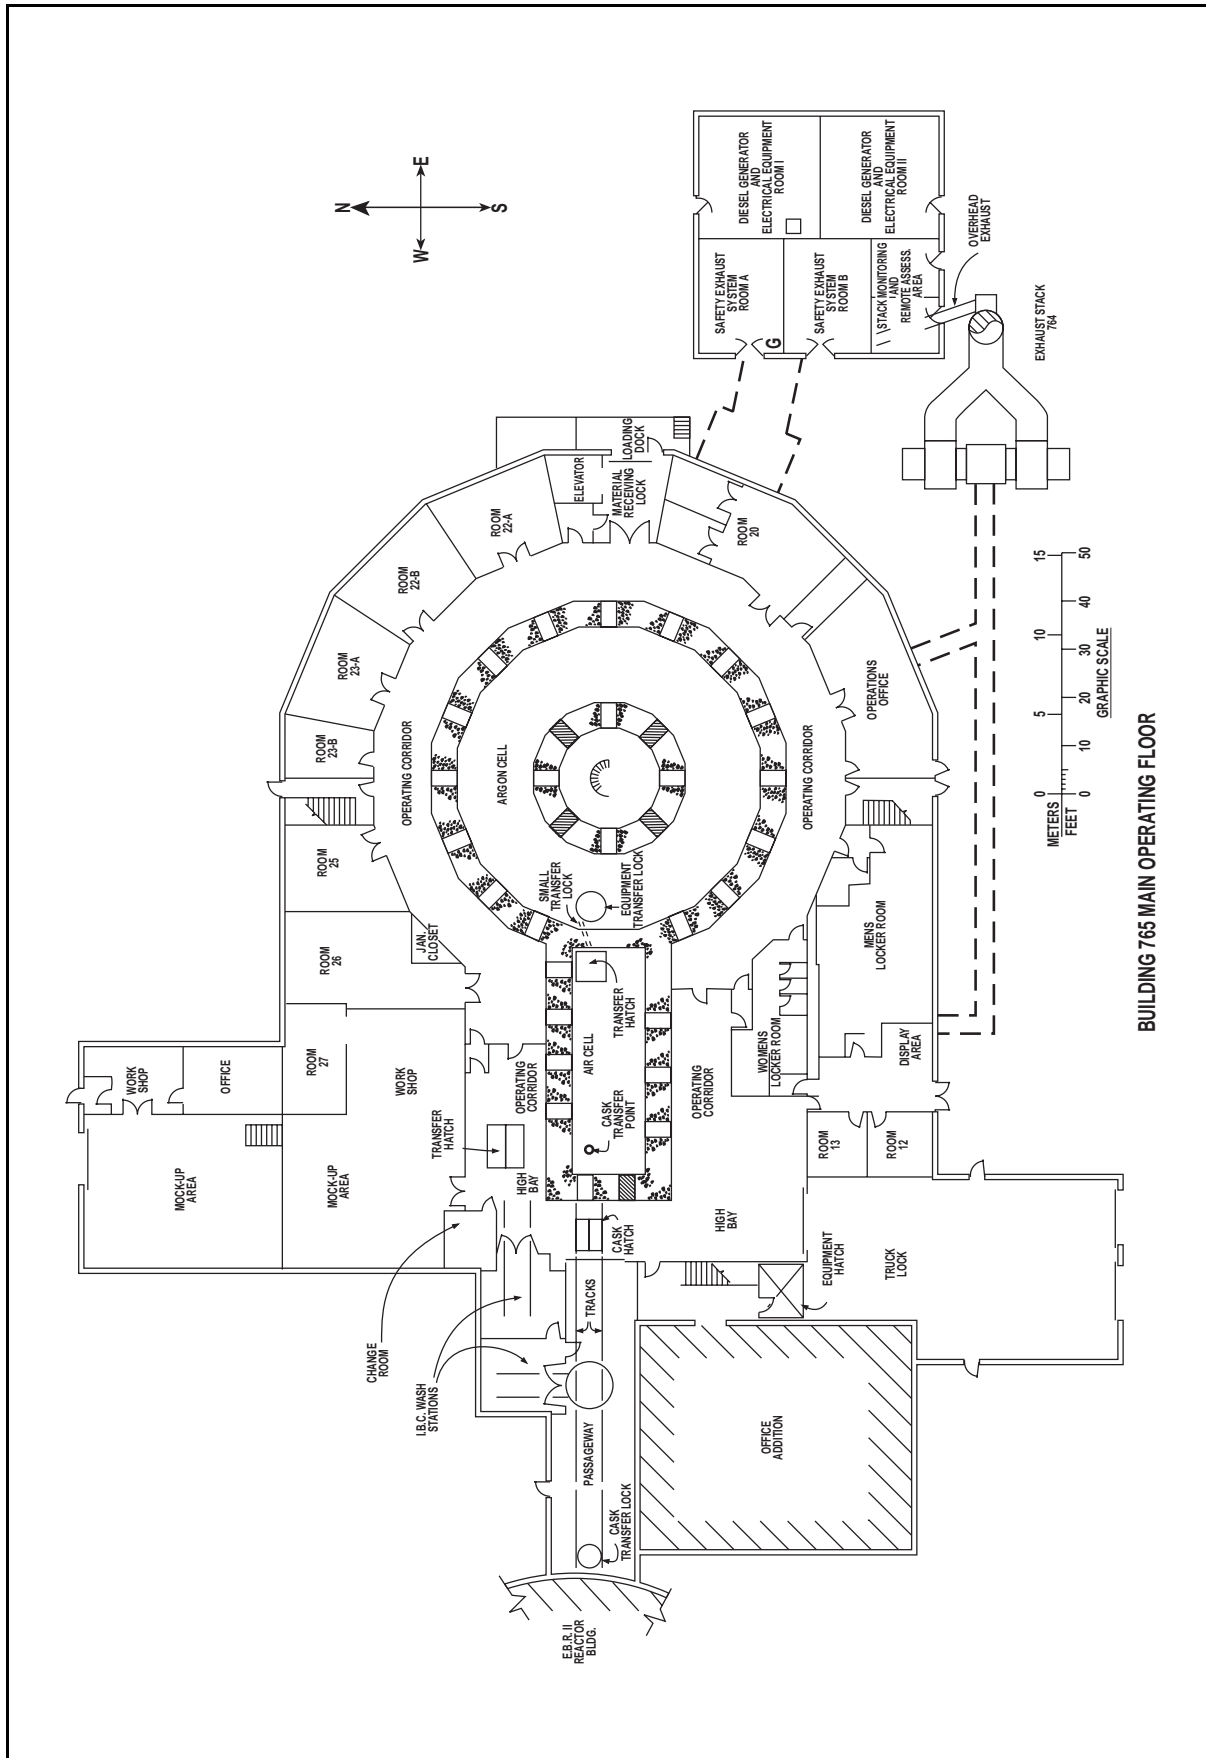 N
W
E
S
DIESEL GENERATOR
AND
ELECTRICAL EQUIPMENT
ROOM I
DIESEL GENERATOR
AND
ELECTRICAL EQUIPMENT
ROOM II
SAFETY EXHAUST
SYSTEM
ROOM A
SAFETY EXHAUST
SYSTEM
ROOM B
STACK MONITORING
AND
REMOTE ASSESS.
AREA
G
OVERHEAD
EXHAUST
EXHAUST STACK
764
LOADING
DOCK
ELEVATOR
MATERIAL
RECEIVING
LOCK
ROOM
20
ROOM
22-A
ROOM
22-B
ROOM
23-A
ROOM
23-B
OPERATING CORRIDOR
ARGON CELL
OPERATING CORRIDOR
OPERATIONS
OFFICE
ROOM
25
ROOM
26
JAN.
CLOSET
SMALL
TRANSFER
LOCK
EQUIPMENT
TRANSFER LOCK
MENS
LOCKER ROOM
TRANSFER
HATCH
AIR CELL
WOMENS
LOCKER ROOM
DISPLAY
AREA
WORK
SHOP
OFFICE
ROOM
27
WORK
SHOP
OPERATING
CORRIDOR
CASK
TRANSFER
POINT
OPERATING
CORRIDOR
ROOM
13
ROOM
12
MOCK-UP
AREA
MOCK-UP
AREA
TRANSFER
HATCH
HIGH
BAY
CASK
HATCH
HIGH
BAY
EQUIPMENT
HATCH
TRUCK
LOCK
CHANGE
ROOM
I.B.C. WASH
STATIONS
TRACKS
PASSAGEWAY
OFFICE
ADDITION
CASK
TRANSFER LOCK
E.B.R. II
REACTOR
BLDG.
METERS
0 5 10 15
FEET
0 10 20 30 40 50
GRAPHIC SCALE
BUILDING 765 MAIN OPERATING FLOOR